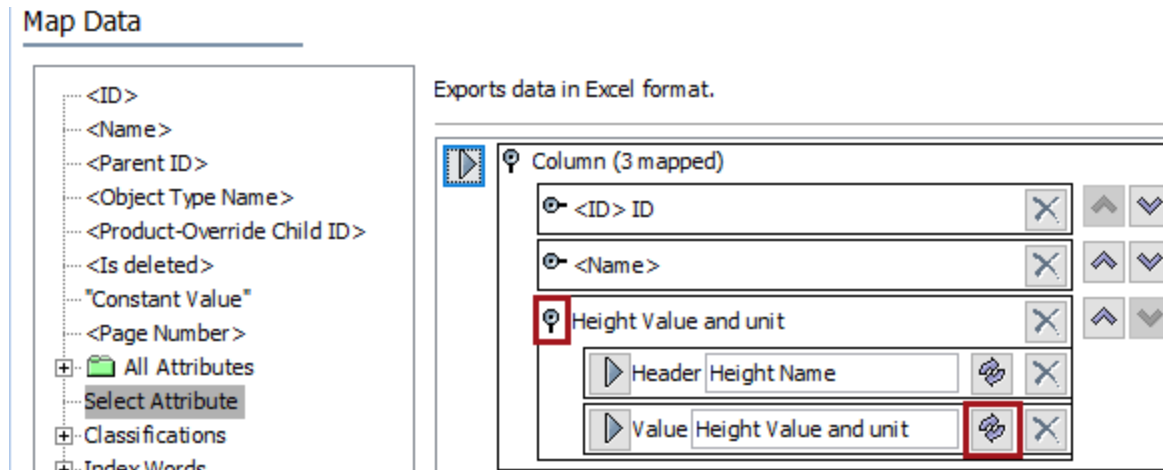 Map Data
<ID>
<Name>
<Parent ID>
<Object Type Name>
<Product-Override Child ID>
<Is deleted>
"Constant Value"
<Page Number>
All Attributes
Select Attribute
Classifications
Index Words
Exports data in Excel format.
Column (3 mapped)
<ID> ID
<Name>
Height Value and unit
Header Height Name
Value Height Value and unit